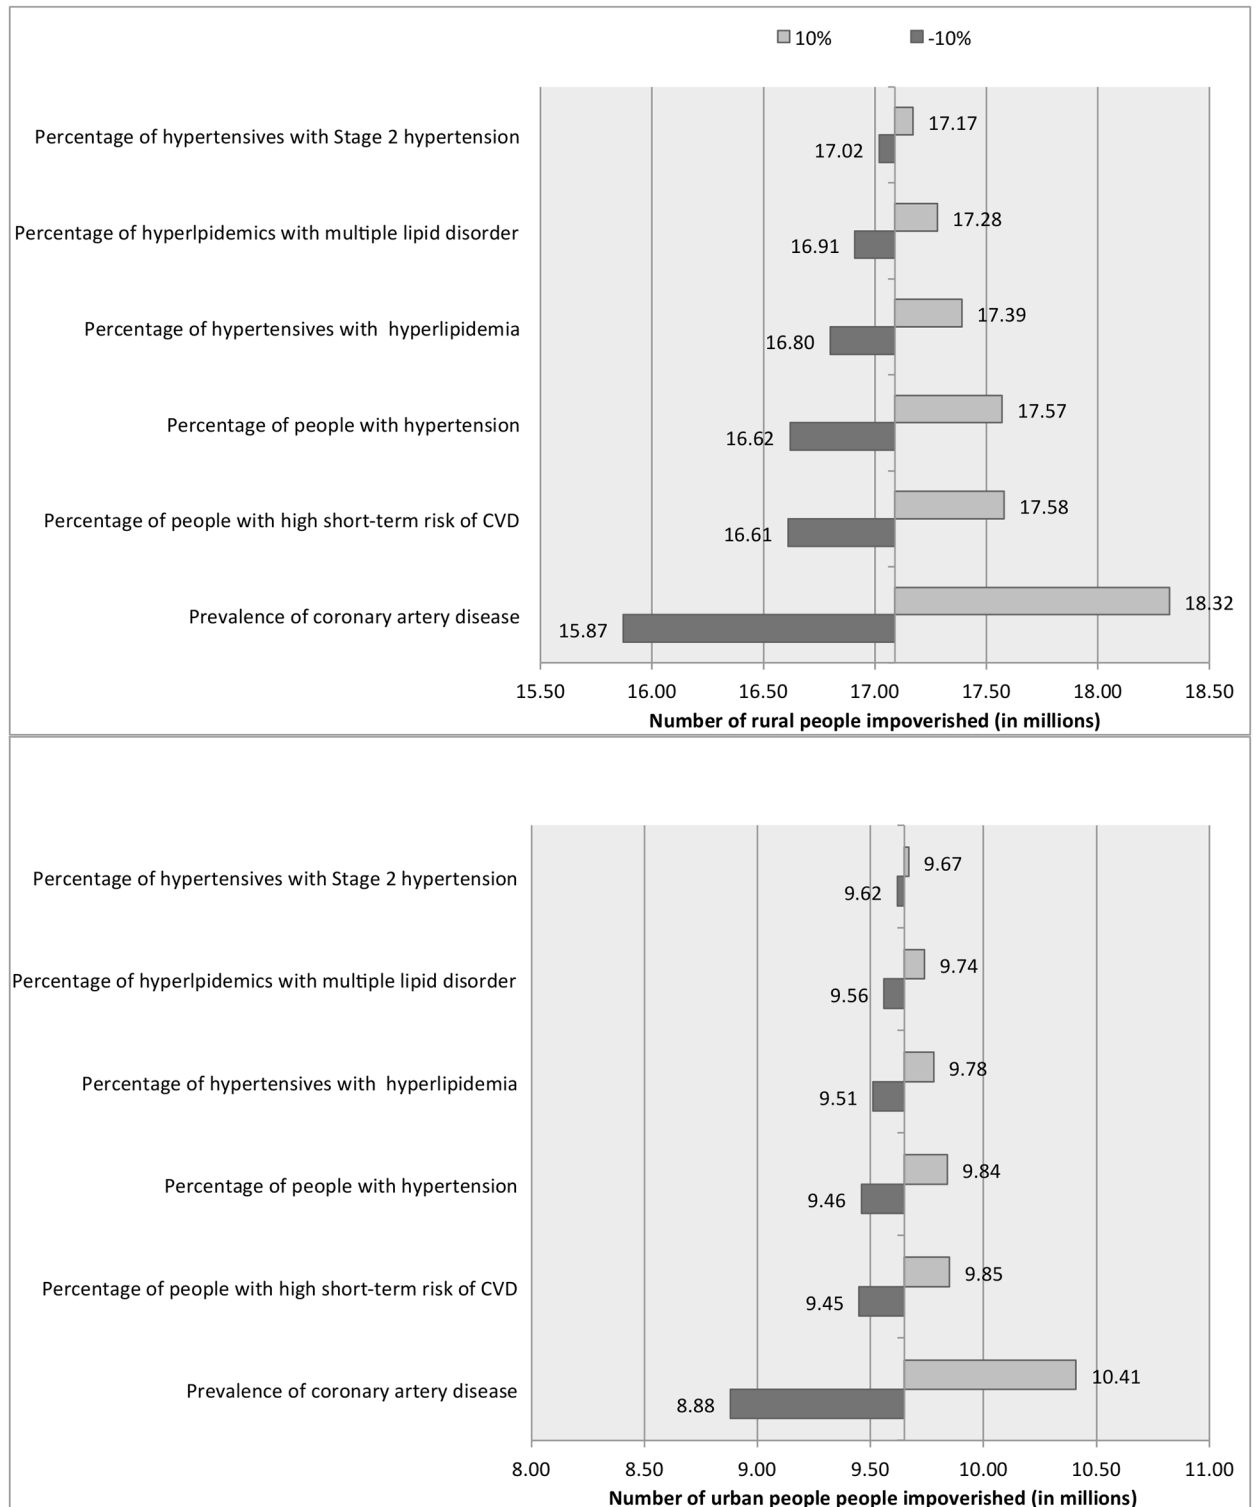 10% -10%
Percentage of hypertensives with Stage 2 hypertension
17.17
17.02
Percentage of hyperlpidemics with multiple lipid disorder
17.28
16.91
Percentage of hypertensives with  hyperlipidemia
17.39
16.80
Percentage of people with hypertension
17.57
16.62
Percentage of people with high short-term risk of CVD
17.58
16.61
Prevalence of coronary artery disease
18.32
15.87
15.50 16.00 16.50 17.00 17.50 18.00 18.50
Number of rural people impoverished (in millions)
Percentage of hypertensives with Stage 2 hypertension
9.67
9.62
Percentage of hyperlpidemics with multiple lipid disorder
9.74
9.56
Percentage of hypertensives with  hyperlipidemia
9.78
9.51
Percentage of people with hypertension
9.84
9.46
Percentage of people with high short-term risk of CVD
9.85
9.45
Prevalence of coronary artery disease
10.41
8.88
8.00 8.50 9.00 9.50 10.00 10.50 11.00
Number of urban people people impoverished (in millions)